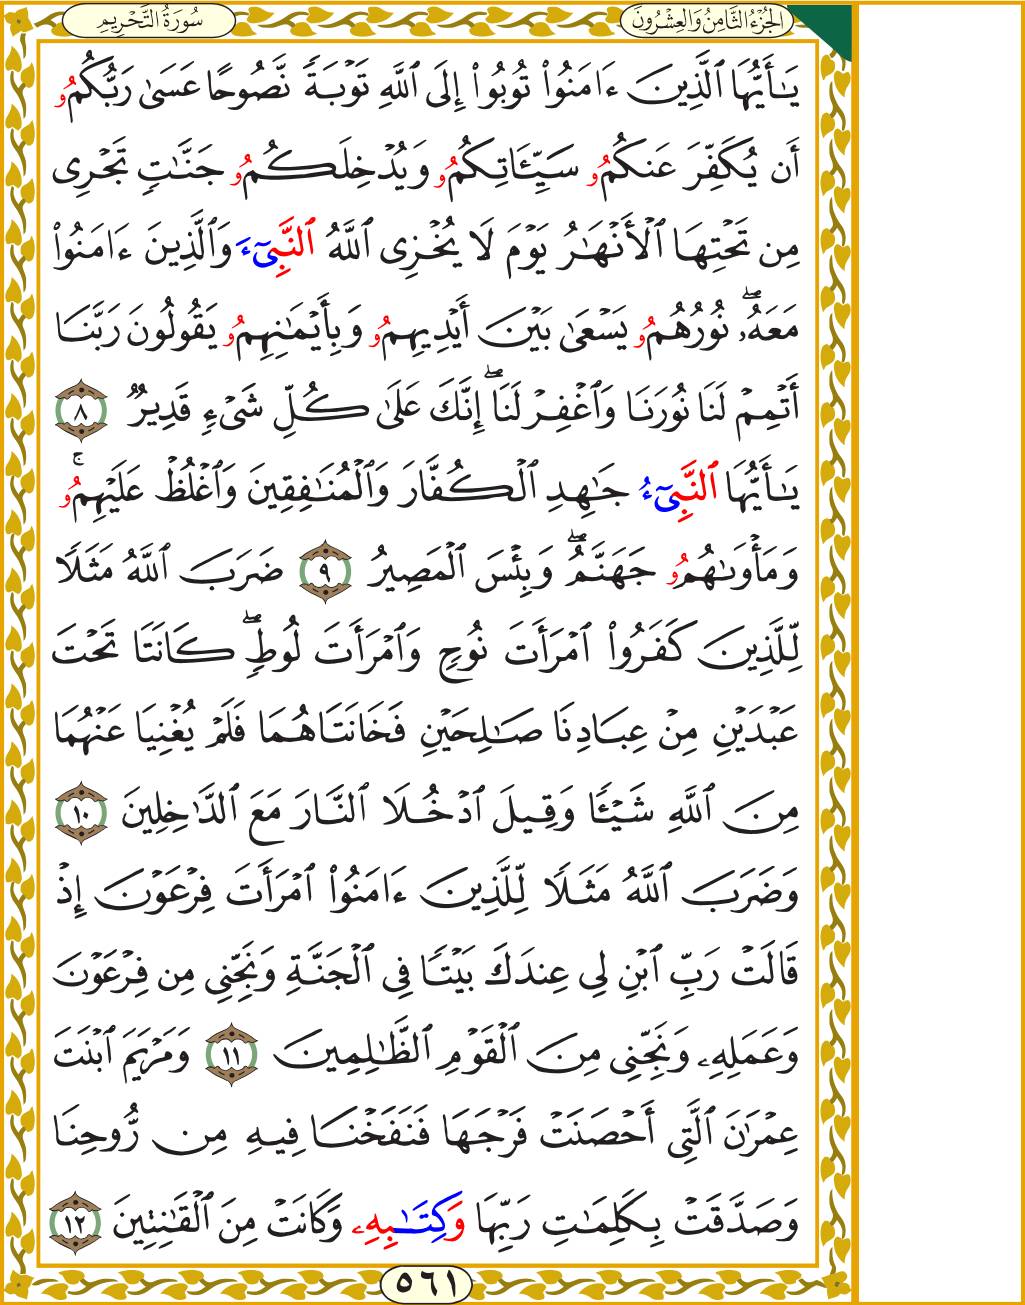 الجُزْءُ الثَّامِنُ وَالعِشْرُونَ
سُورَةُ التَّحْرِيمِ
يَـٰٓأَيُّهَا ٱلَّذِينَ ءَامَنُوا۟ تُوبُوٓا۟ إِلَى ٱللَّهِ تَوْبَةً نَّصُوحًا عَسَىٰ رَبُّكُمُۥ
أَن يُكَفِّرَ عَنكُمُۥ سَيِّـَٔاتِكُمُۥ وَيُدْخِلَكُمُۥ جَنَّـٰتٍ تَجْرِى
مِن تَحْتِهَا ٱلْأَنْهَـٰرُ يَوْمَ لَا يُخْزِى ٱللَّهُ ٱلنَّبِىٓءَ وَٱلَّذِينَ ءَامَنُوا۟
مَعَهُۥۖ نُورُهُمُۥ يَسْعَىٰ بَيْنَ أَيْدِيهِمُۥ وَبِأَيْمَـٰنِهِمُۥ يَقُولُونَ رَبَّنَا
أَتْمِمْ لَنَا نُورَنَا وَٱغْفِرْ لَنَاۖ إِنَّكَ عَلَىٰ كُلِّ شَىْءٍ قَدِيرٌ ٨
يَـٰٓأَيُّهَا ٱلنَّبِىٓءُ جَـٰهِدِ ٱلْكُفَّارَ وَٱلْمُنَـٰفِقِينَ وَٱغْلُظْ عَلَيْهِمُۥۚ
وَمَأْوَىٰهُمُۥ جَهَنَّمُۖ وَبِئْسَ ٱلْمَصِيرُ ٩ ضَرَبَ ٱللَّهُ مَثَلًا
لِّلَّذِينَ كَفَرُوا۟ ٱمْرَأَتَ نُوحٍ وَٱمْرَأَتَ لُوطٍۖ كَانَتَا تَحْتَ
عَبْدَيْنِ مِنْ عِبَادِنَا صَـٰلِحَيْنِ فَخَانَتَاهُمَا فَلَمْ يُغْنِيَا عَنْهُمَا
مِنَ ٱللَّهِ شَيْـًٔا وَقِيلَ ٱدْخُلَا ٱلنَّارَ مَعَ ٱلدَّٰخِلِينَ ١٠
وَضَرَبَ ٱللَّهُ مَثَلًا لِّلَّذِينَ ءَامَنُوا۟ ٱمْرَأَتَ فِرْعَوْنَ إِذْ
قَالَتْ رَبِّ ٱبْنِ لِى عِندَكَ بَيْتًا فِى ٱلْجَنَّةِ وَنَجِّنِى مِن فِرْعَوْنَ
وَعَمَلِهِۦ وَنَجِّنِى مِنَ ٱلْقَوْمِ ٱلظَّـٰلِمِينَ ١١ وَمَرْيَمَ ٱبْنَتَ
عِمْرَٰنَ ٱلَّتِىٓ أَحْصَنَتْ فَرْجَهَا فَنَفَخْنَا فِيهِ مِن رُّوحِنَا
وَصَدَّقَتْ بِكَلِمَـٰتِ رَبِّهَا وَكِتَـٰبِهِۦ وَكَانَتْ مِنَ ٱلْقَـٰنِتِينَ ١٢
٥٦١